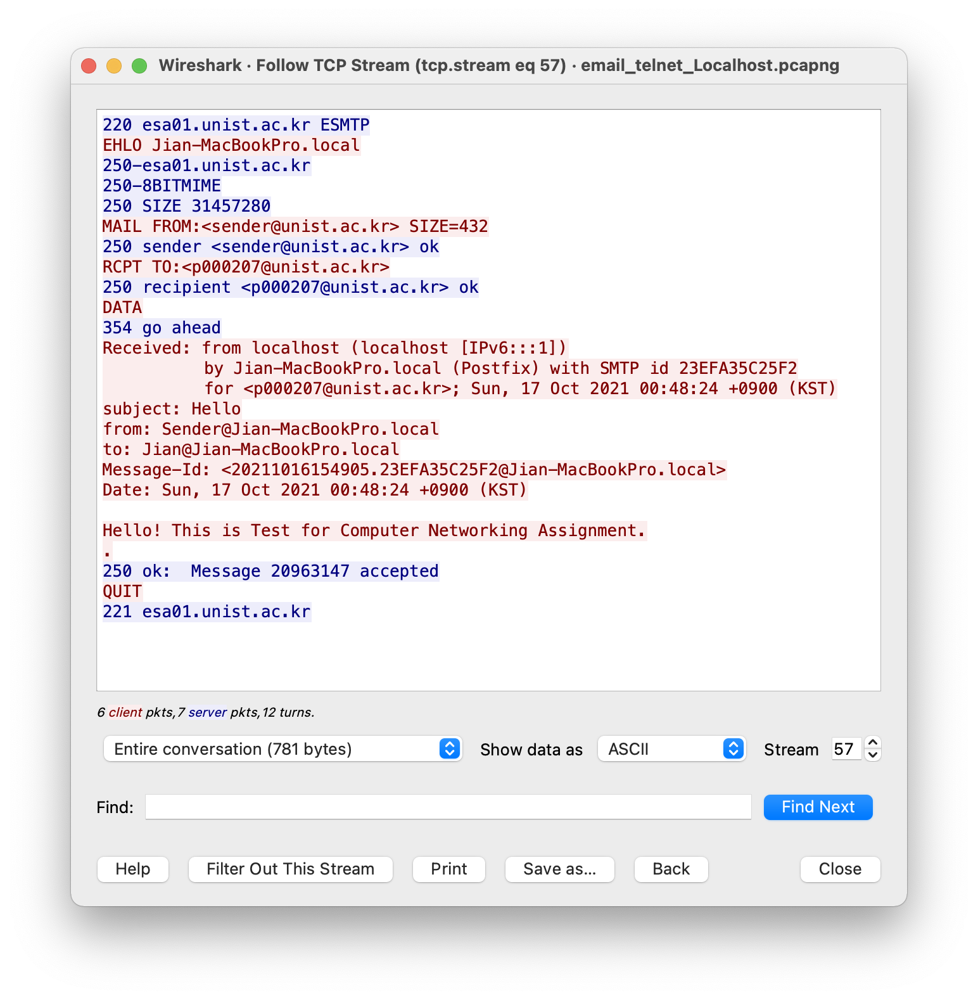 Wireshark · Follow TCP Stream (tcp.stream eq 57) · email_telnet_Localhost.pcapng
220 esa01.unist.ac.kr ESMTP
EHLO Jian-MacBookPro.local
250-esa01.unist.ac.kr
250-8BITMIME
250 SIZE 31457280
MAIL FROM:<sender@unist.ac.kr> SIZE=432
250 sender <sender@unist.ac.kr> ok
RCPT TO:<p000207@unist.ac.kr>
250 recipient <p000207@unist.ac.kr> ok
DATA
354 go ahead
Received: from localhost (localhost [IPv6:::1])
by Jian-MacBookPro.local (Postfix) with SMTP id 23EFA35C25F2
for <p000207@unist.ac.kr>; Sun, 17 Oct 2021 00:48:24 +0900 (KST)
subject: Hello
from: Sender@Jian-MacBookPro.local
to: Jian@Jian-MacBookPro.local
Message-Id: <20211016154905.23EFA35C25F2@Jian-MacBookPro.local>
Date: Sun, 17 Oct 2021 00:48:24 +0900 (KST)
Hello! This is Test for Computer Networking Assignment.
.
250 ok:  Message 20963147 accepted
QUIT
221 esa01.unist.ac.kr
6 client pkts, 7 server pkts, 12 turns.
Entire conversation (781 bytes) Show data as ASCII Stream 57
Find: Find Next
Help Filter Out This Stream Print Save as... Back Close